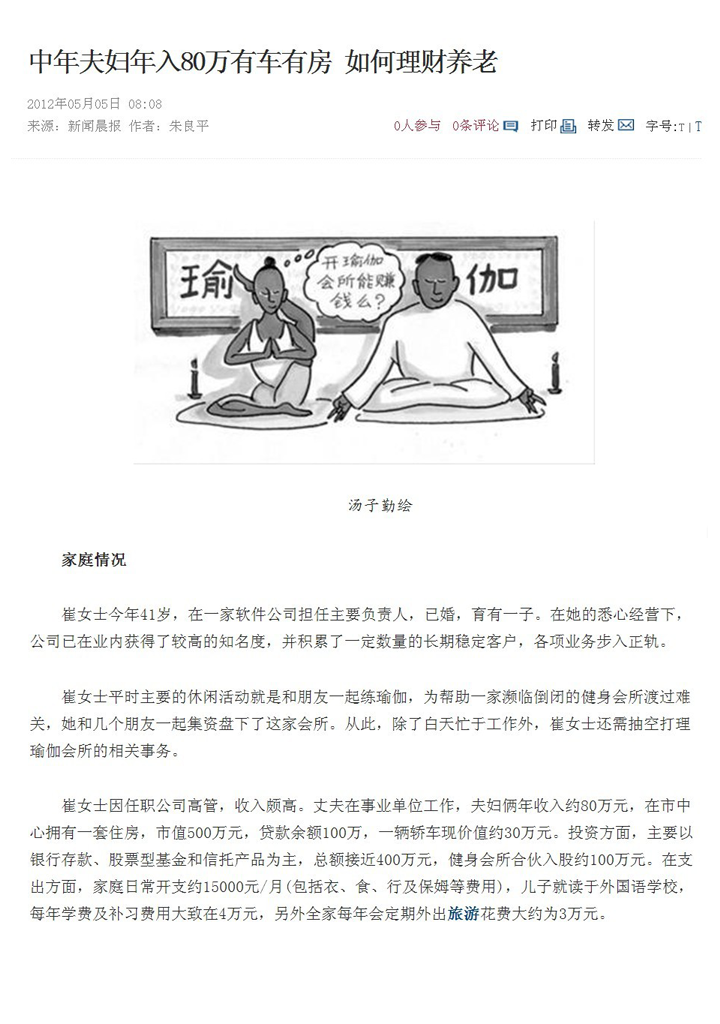 中年夫妇年入80万有车有房 如何理财养老
2012年05月05日 08:08
来源：新闻晨报 作者：朱良平
0人参与 0条评论 打印 转发 字号:T|T
瑜 伽
开瑜伽
会所能赚
钱么？
汤子勤绘
家庭情况
崔女士今年41岁，在一家软件公司担任主要负责人，已婚，育有一子。在她的悉心经营下，
公司已在业内获得了较高的知名度，并积累了一定数量的长期稳定客户，各项业务步入正轨。
崔女士平时主要的休闲活动就是和朋友一起练瑜伽，为帮助一家濒临倒闭的健身会所渡过难
关，她和几个朋友一起集资盘下了这家会所。从此，除了白天忙于工作外，崔女士还需抽空打理
瑜伽会所的相关事务。
崔女士因任职公司高管，收入颇高。丈夫在事业单位工作，夫妇俩年收入约80万元，在市中
心拥有一套住房，市值500万元，贷款余额100万，一辆轿车现价值约30万元。投资方面，主要以
银行存款、股票型基金和信托产品为主，总额接近400万元，健身会所合伙入股约100万元。在支
出方面，家庭日常开支约15000元/月(包括衣、食、行及保姆等费用)，儿子就读于外国语学校，
每年学费及补习费用大致在4万元，另外全家每年会定期外出旅游花费大约为3万元。